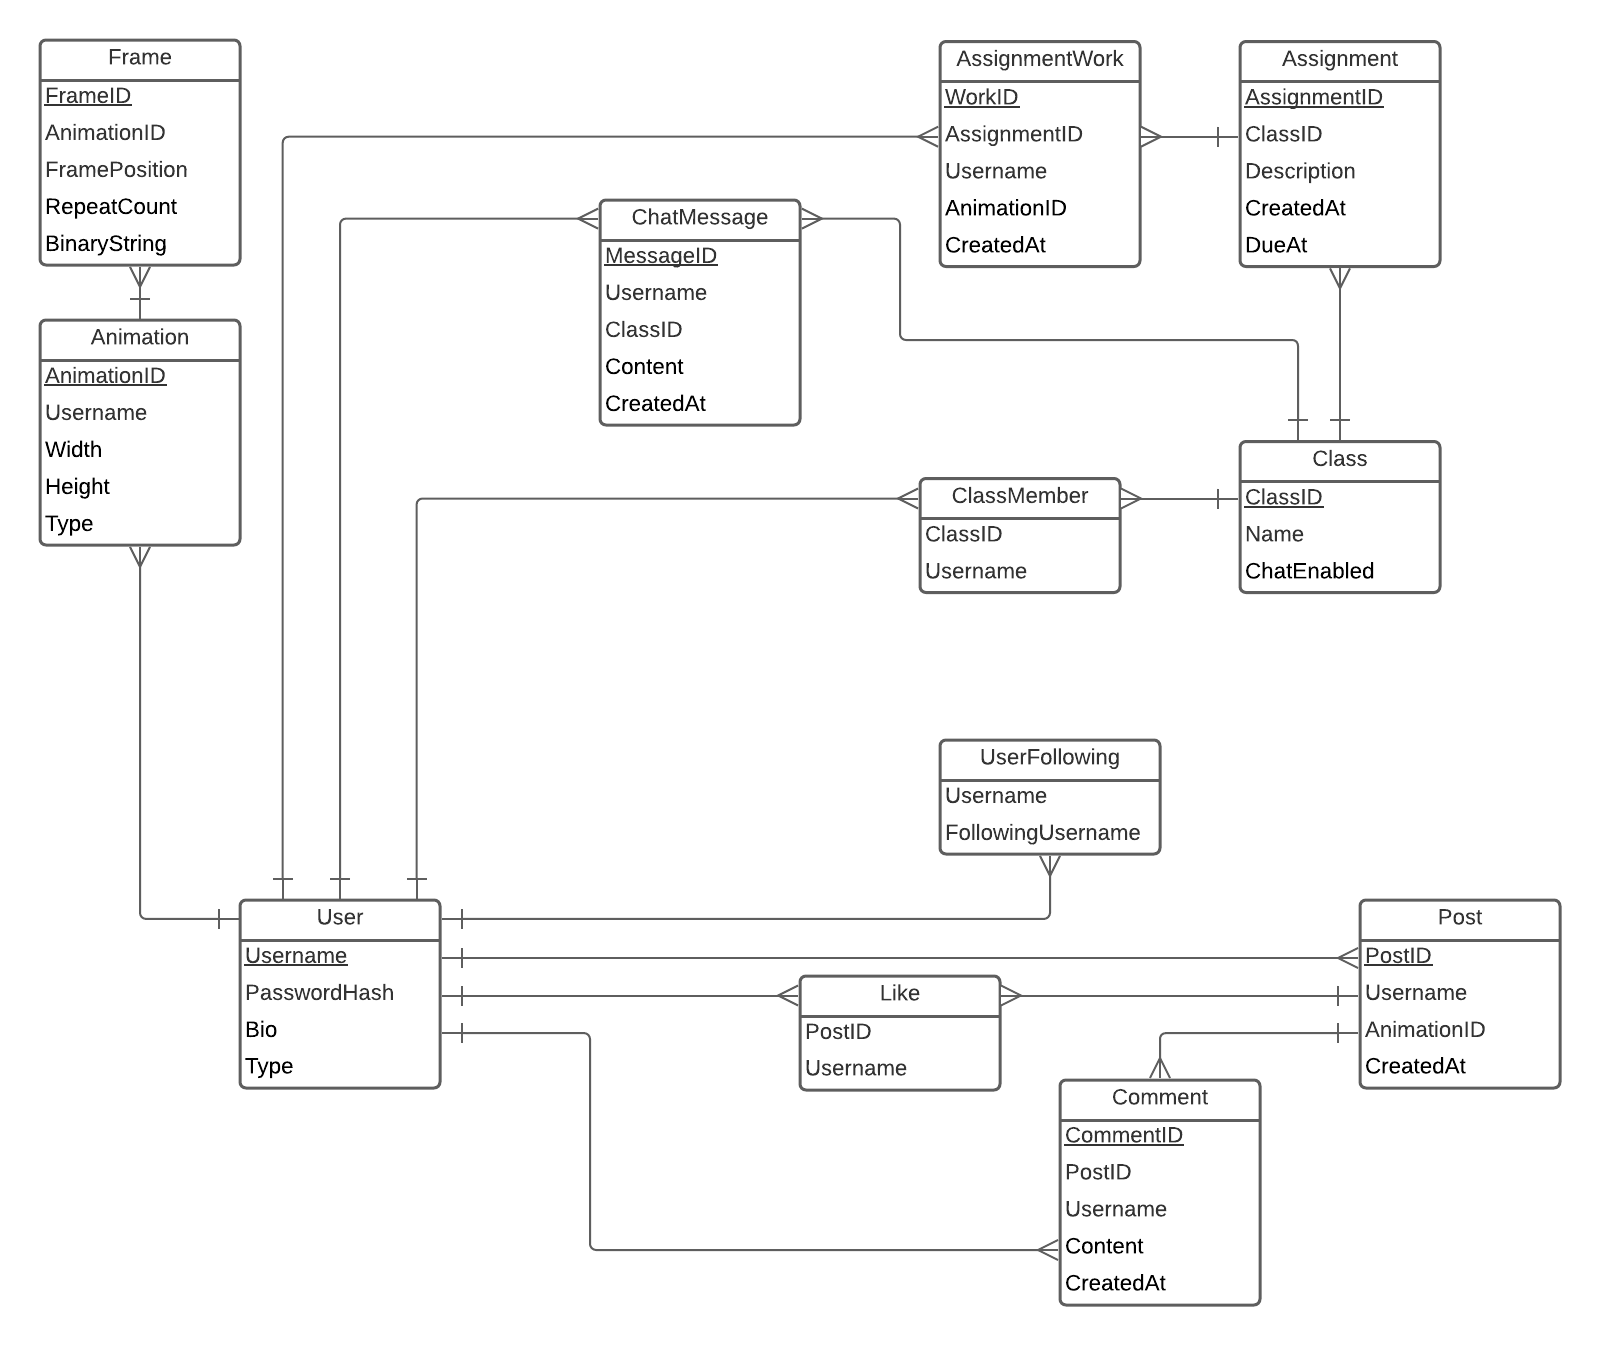 Frame
FrameID
AnimationID
FramePosition
RepeatCount
BinaryString
AssignmentWork
WorkID
AssignmentID
Username
AnimationID
CreatedAt
Assignment
AssignmentID
ClassID
Description
CreatedAt
DueAt
ChatMessage
MessageID
Username
ClassID
Content
CreatedAt
Animation
AnimationID
Username
Width
Height
Type
ClassMember
ClassID
Username
Class
ClassID
Name
ChatEnabled
UserFollowing
Username
FollowingUsername
User
Username
PasswordHash
Bio
Type
Like
PostID
Username
Post
PostID
Username
AnimationID
CreatedAt
Comment
CommentID
PostID
Username
Content
CreatedAt